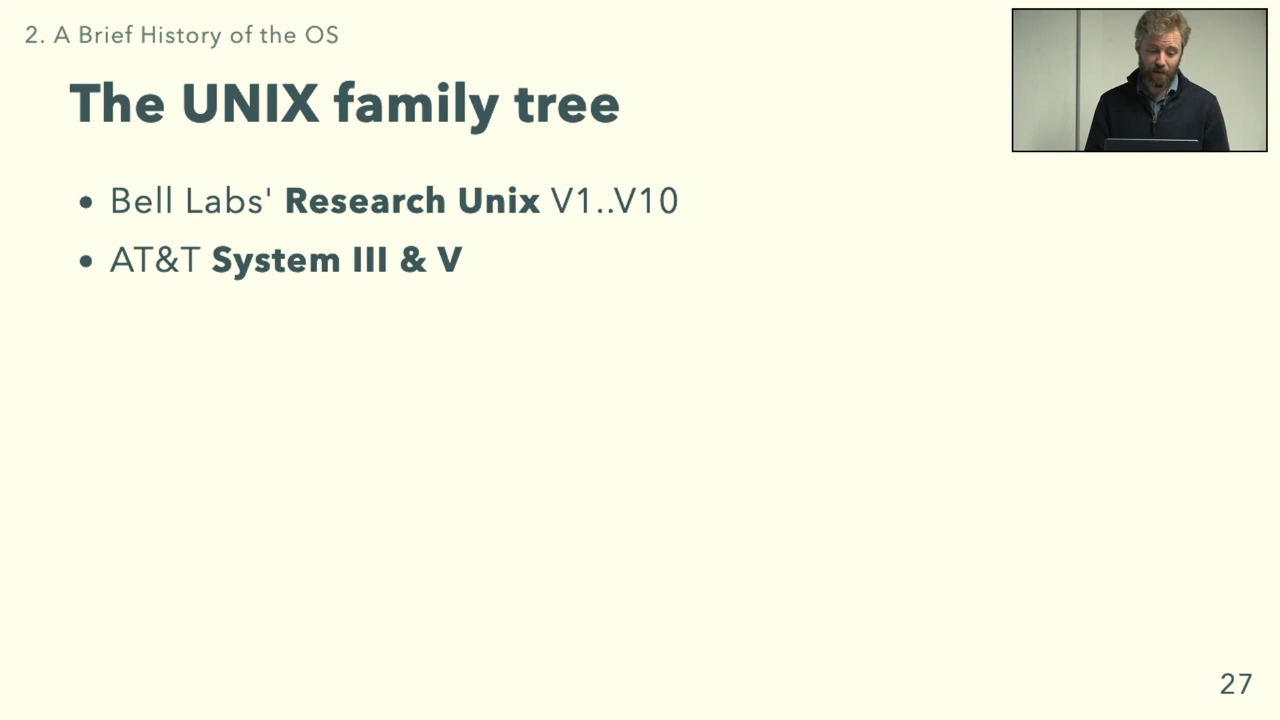 2. A Brief History of the OS
The UNIX family tree
• Bell Labs' Research Unix V1..V10
• AT&T System III & V
27